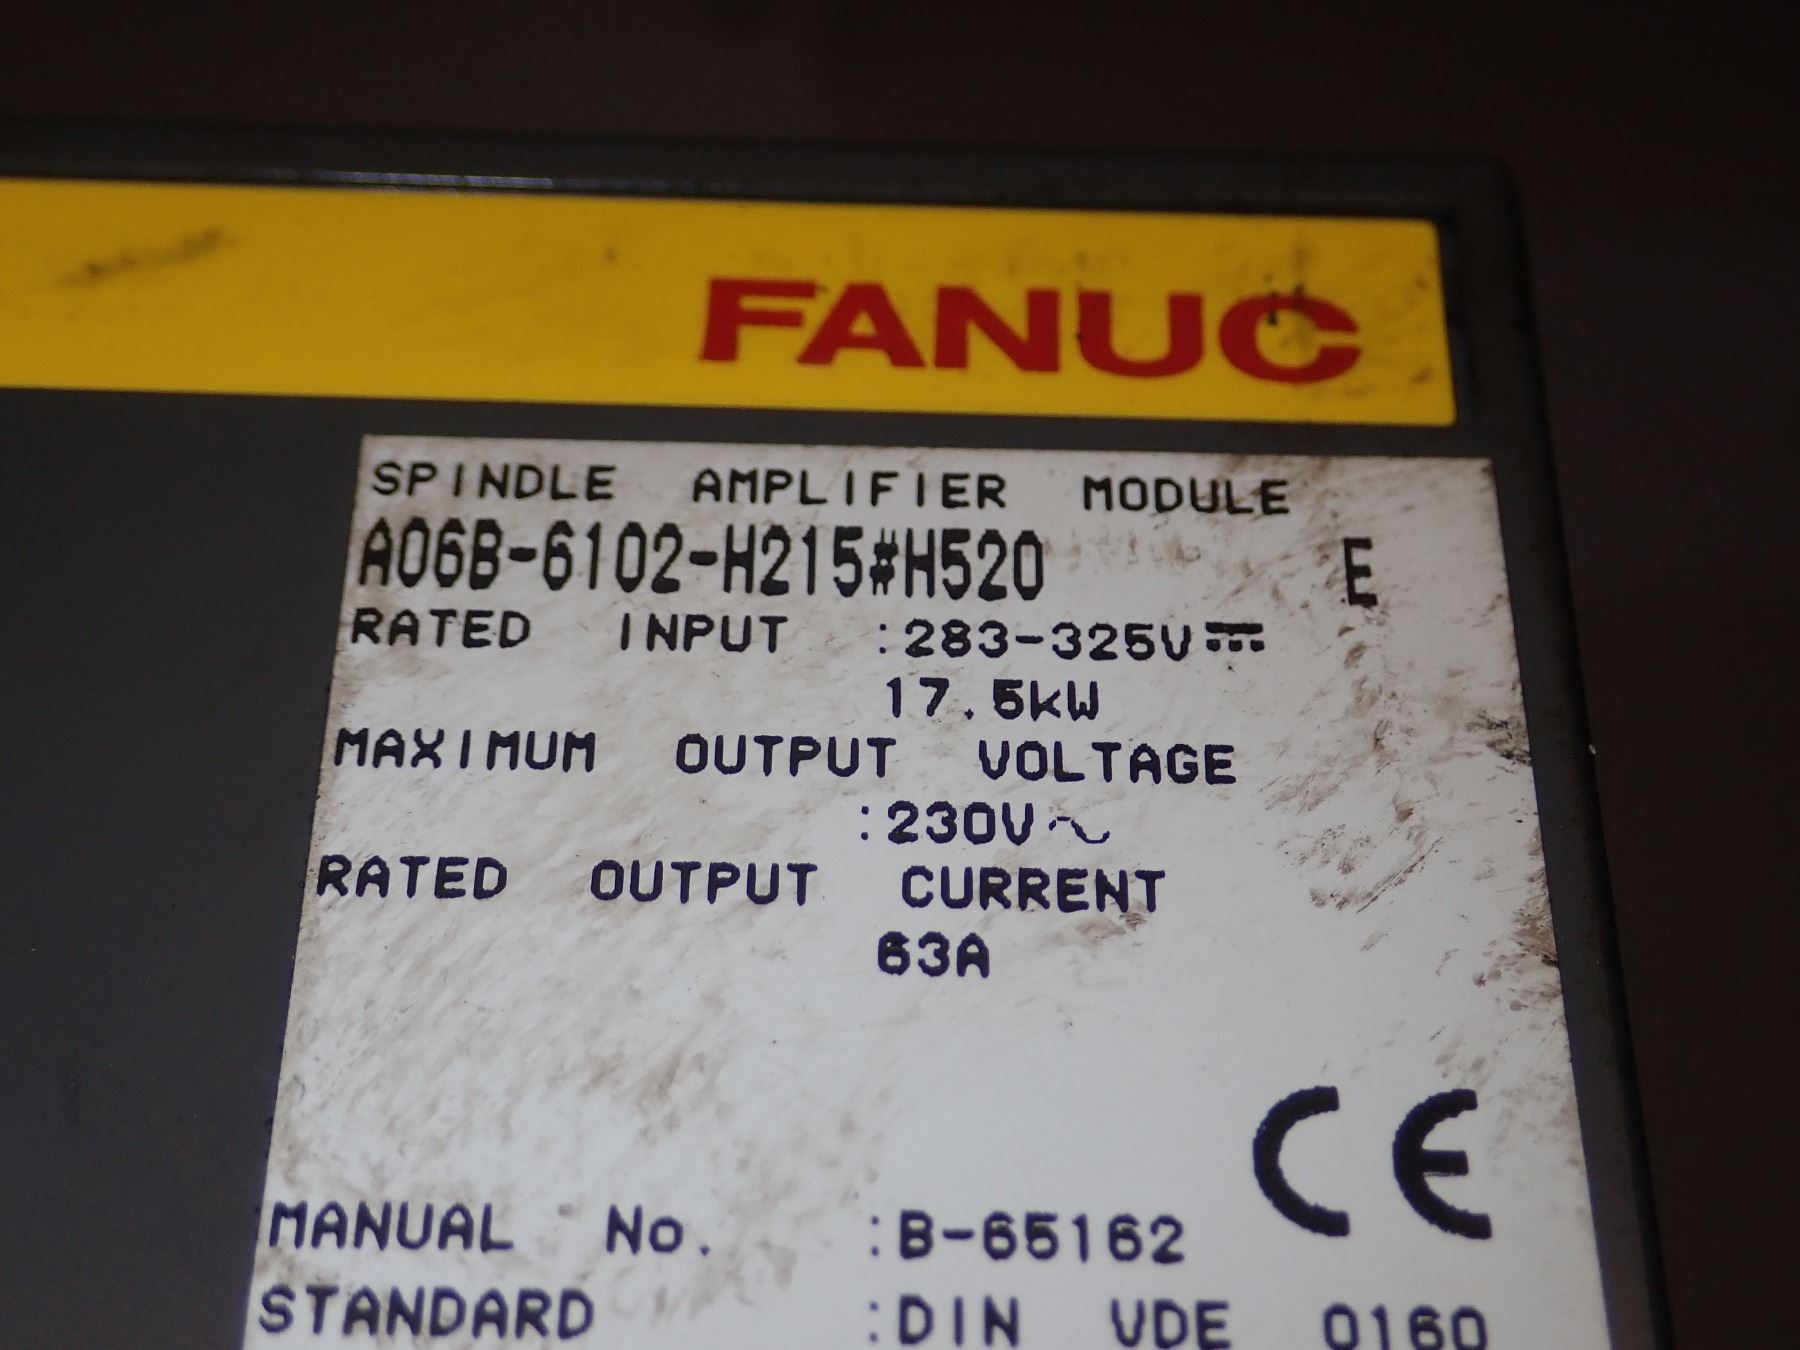 FANUC
SPINDLE AMPLIFIER MODULE
A06B-6102-H215#H520 E
RATED INPUT :283-325V⎓
17.5kW
MAXIMUM OUTPUT VOLTAGE
:230V~
RATED OUTPUT CURRENT
63A
CE
MANUAL No. :B-65162
STANDARD :DIN VDE 0160